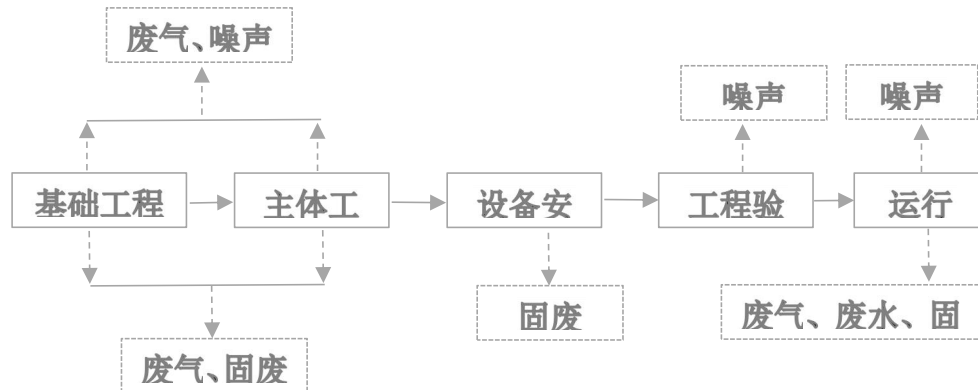 废气、噪声
噪声
噪声
基础工程
主体工
设备安
工程验
运行
固废
废气、废水、固
废气、固废